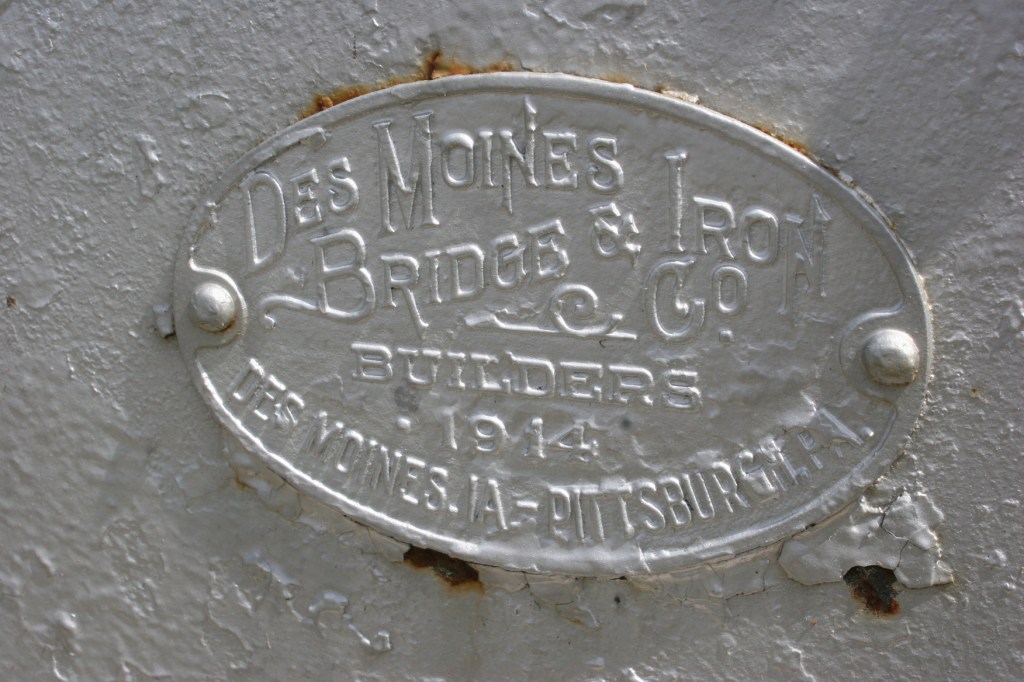 DES MOINES
BRIDGE & IRON
CO.
BUILDERS
1914
DES MOINES. IA.=PITTSBURGH, PA.